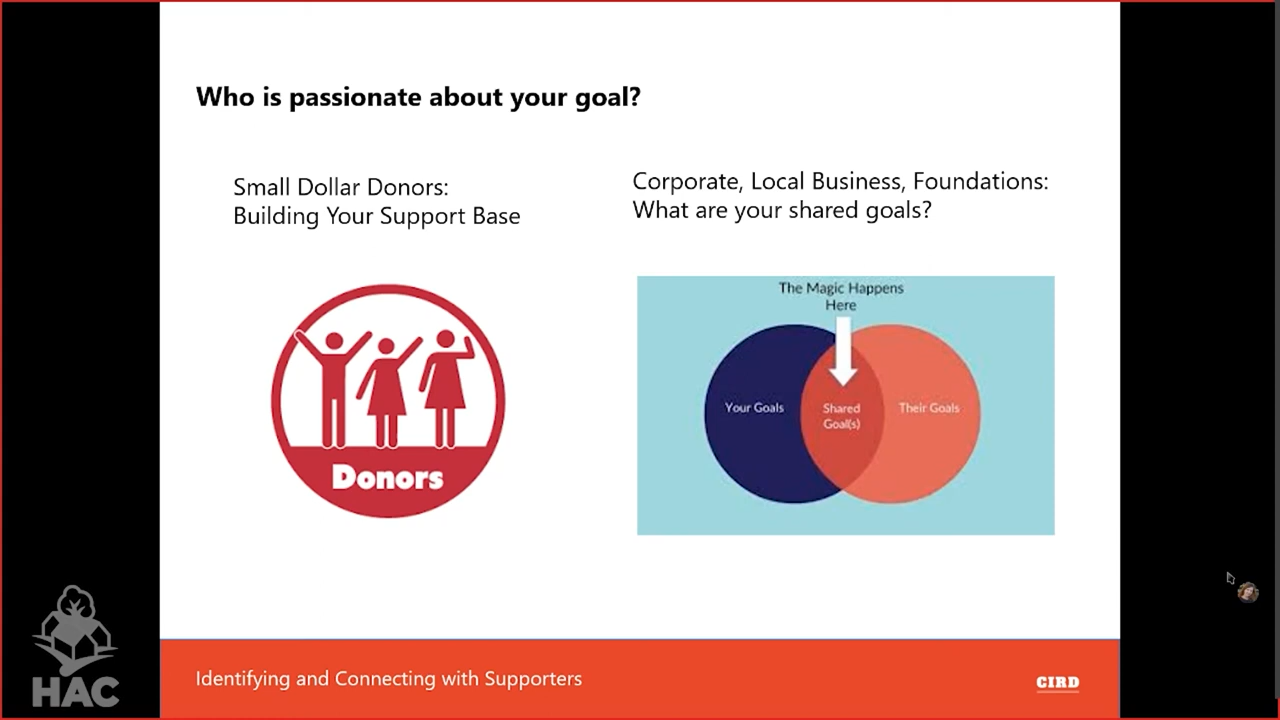 Who is passionate about your goal?
Small Dollar Donors:
Building Your Support Base
Corporate, Local Business, Foundations:
What are your shared goals?
Donors
The Magic Happens
Here
Your Goals
Shared
Goal(s)
Their Goals
Identifying and Connecting with Supporters
CIRD
HAC